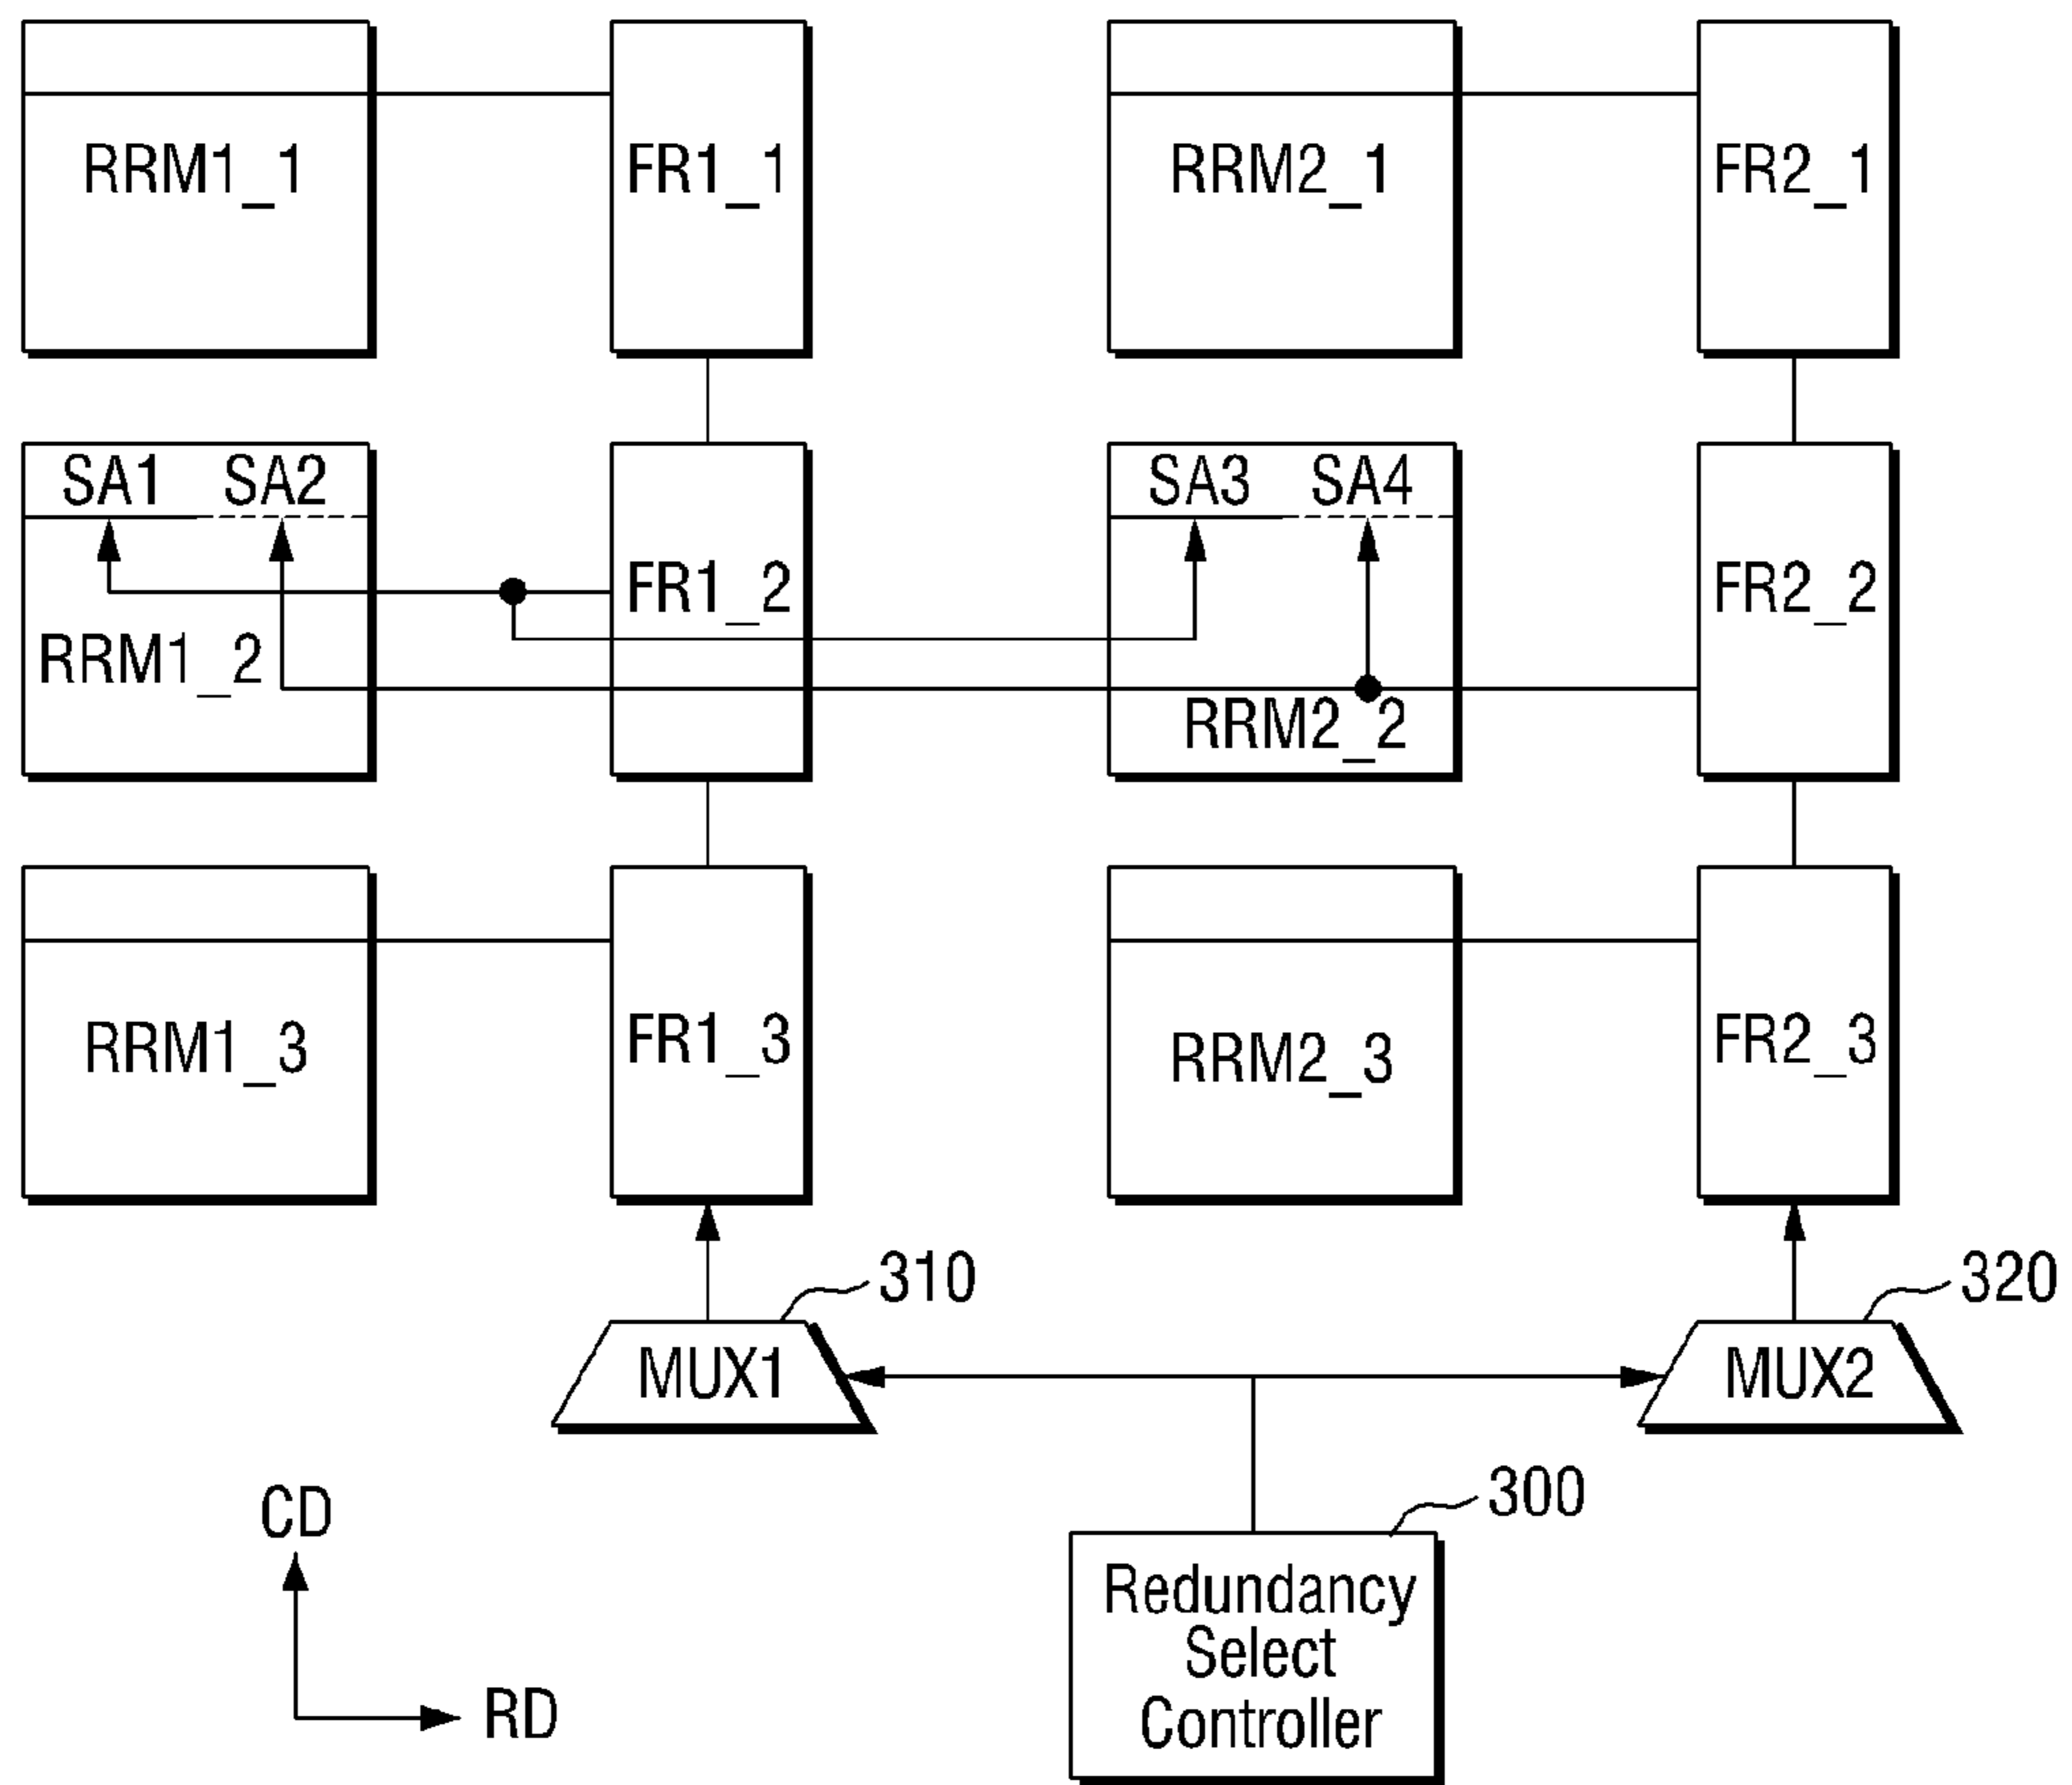 RRM1_1
FR1_1
RRM2_1
FR2_1
SA1
SA2
SA3
SA4
FR1_2
FR2_2
RRM1_2
RRM2_2
RRM1_3
FR1_3
RRM2_3
FR2_3
310
320
MUX1
MUX2
300
CD
RD
Redundancy
Select
Controller